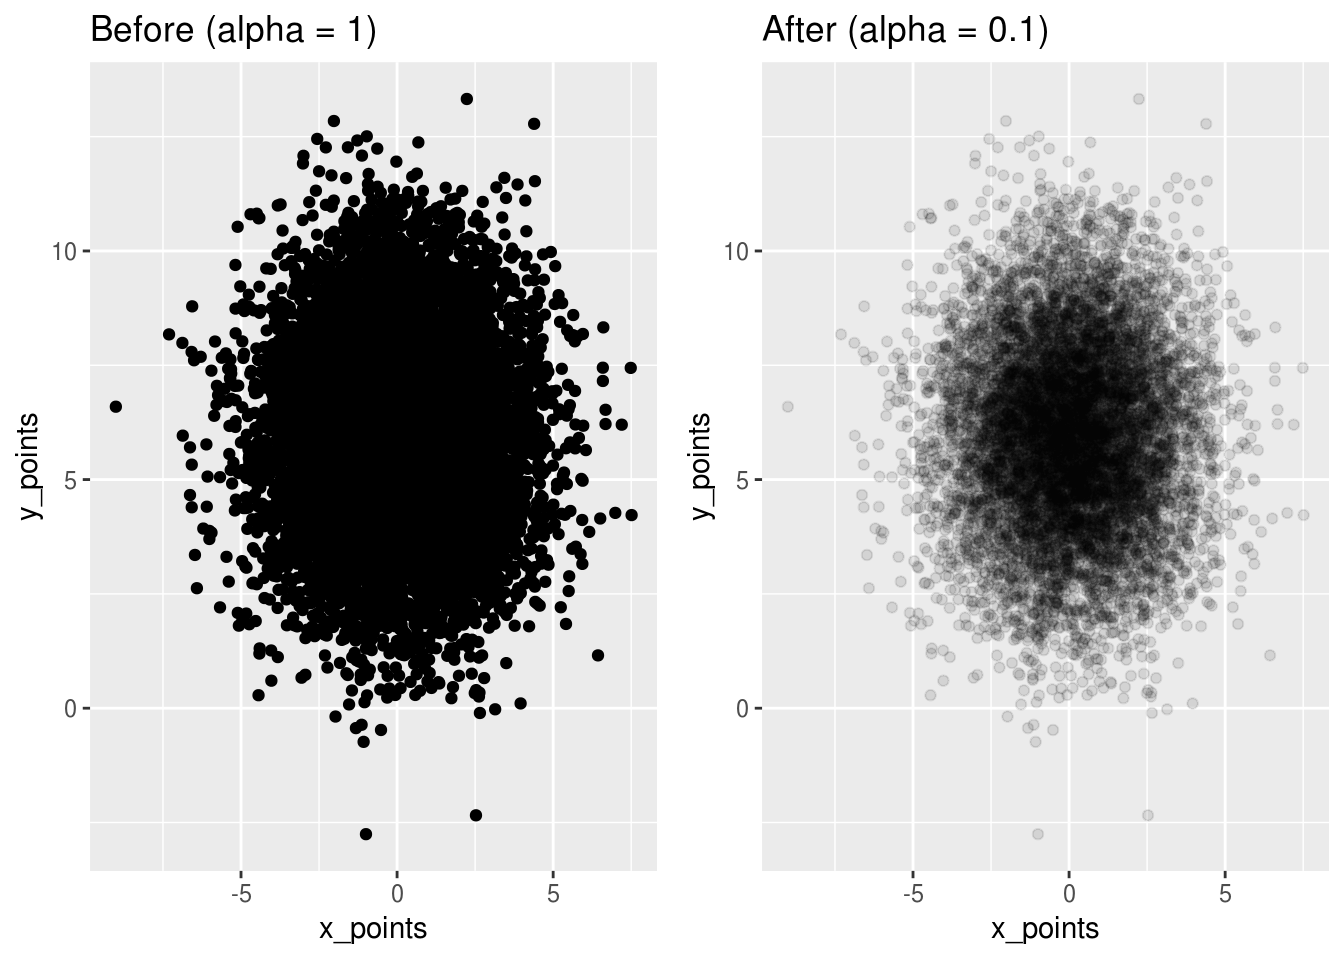 Before (alpha = 1)
10
5
0
-5
0
5
x_points
y_points
After (alpha = 0.1)
10
5
0
-5
0
5
x_points
y_points